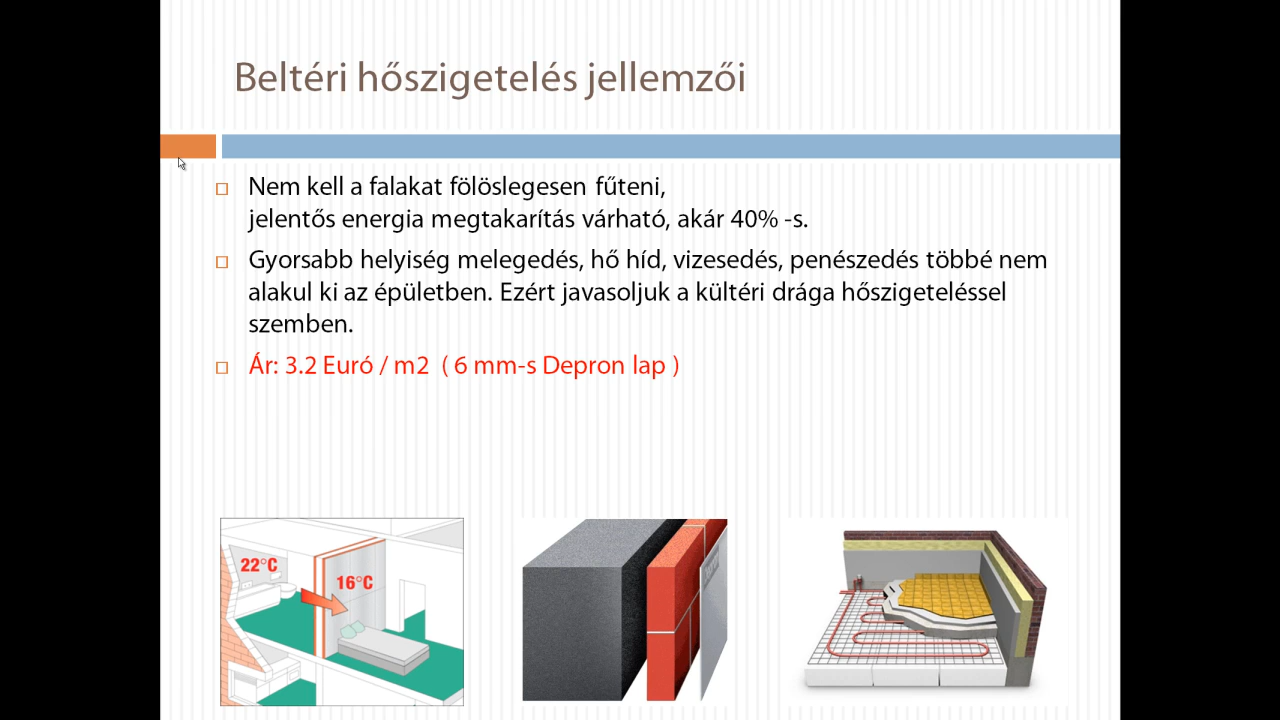 Beltéri hőszigetelés jellemzői
Nem kell a falakat fölöslegesen fűteni,
jelentős energia megtakarítás várható, akár 40% -s.
Gyorsabb helyiség melegedés, hő híd, vizesedés, penészedés többé nem
alakul ki az épületben. Ezért javasoljuk a kültéri drága hőszigeteléssel
szemben.
Ár: 3.2 Euró / m2 ( 6 mm-s Depron lap )
22°C
16°C